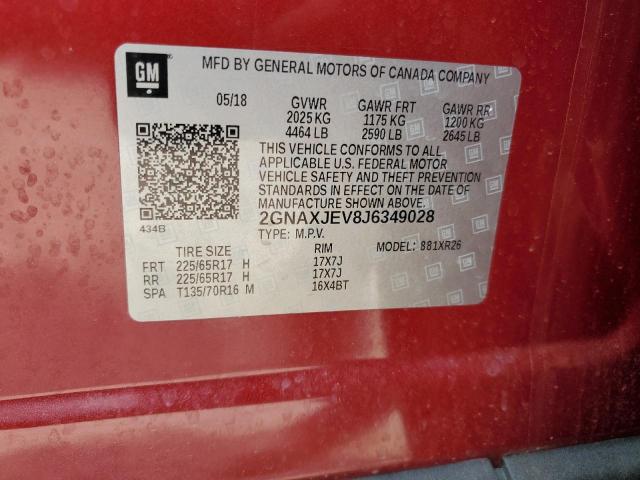 GM
MFD BY GENERAL MOTORS OF CANADA COMPANY
05/18 GVWR GAWR FRT GAWR RR
2025 KG 1175 KG 1200 KG
4464 LB 2590 LB 2645 LB
THIS VEHICLE CONFORMS TO ALL
APPLICABLE U.S. FEDERAL MOTOR
VEHICLE SAFETY AND THEFT PREVENTION
STANDARDS IN EFFECT ON THE DATE OF
MANUFACTURE SHOWN ABOVE.
2GNAXJEV8J6349028
434B TYPE: M.P.V.
TIRE SIZE RIM MODEL: 881XR26
FRT 225/65R17 H 17X7J
RR 225/65R17 H 17X7J
SPA T135/70R16 M 16X4BT